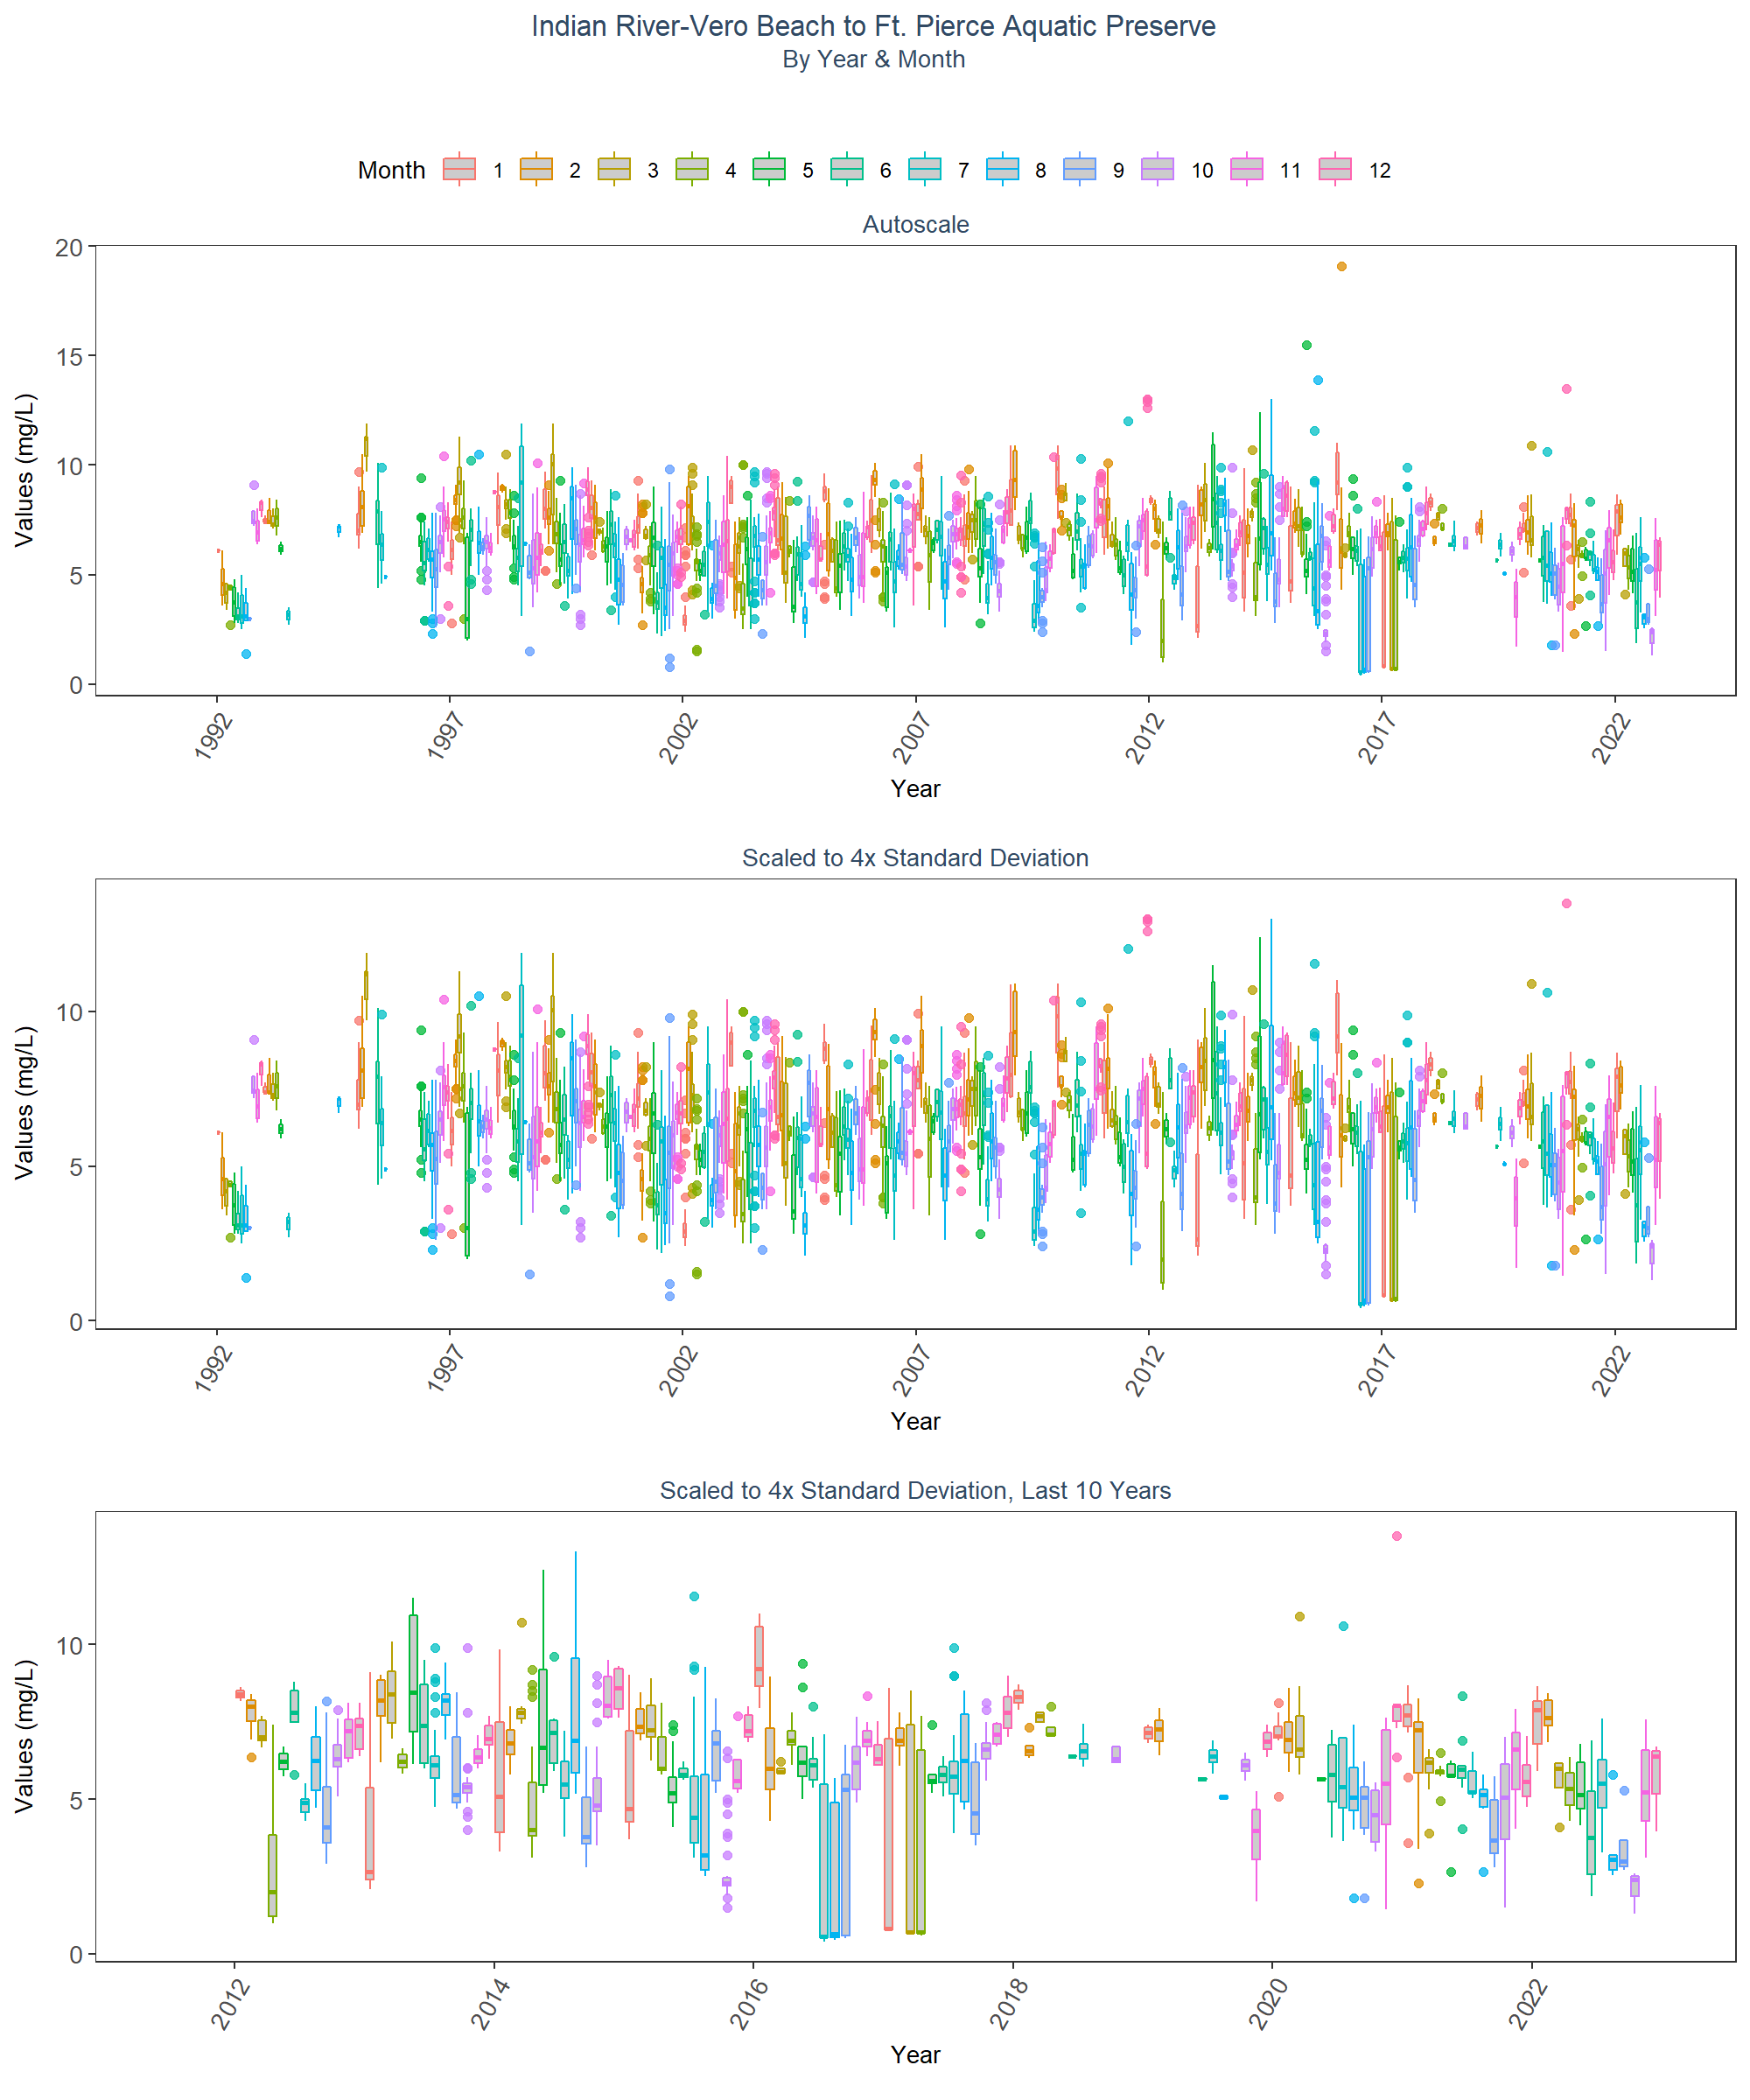 Indian River-Vero Beach to Ft. Pierce Aquatic Preserve
By Year & Month
Month 1 2 3 4 5 6 7 8 9 10 11 12
Autoscale
20
15
10
5
0
Values (mg/L)
1992 1997 2002 2007 2012 2017 2022
Year
Scaled to 4x Standard Deviation
10
5
0
Values (mg/L)
1992 1997 2002 2007 2012 2017 2022
Year
Scaled to 4x Standard Deviation, Last 10 Years
10
5
0
Values (mg/L)
2012 2014 2016 2018 2020 2022
Year